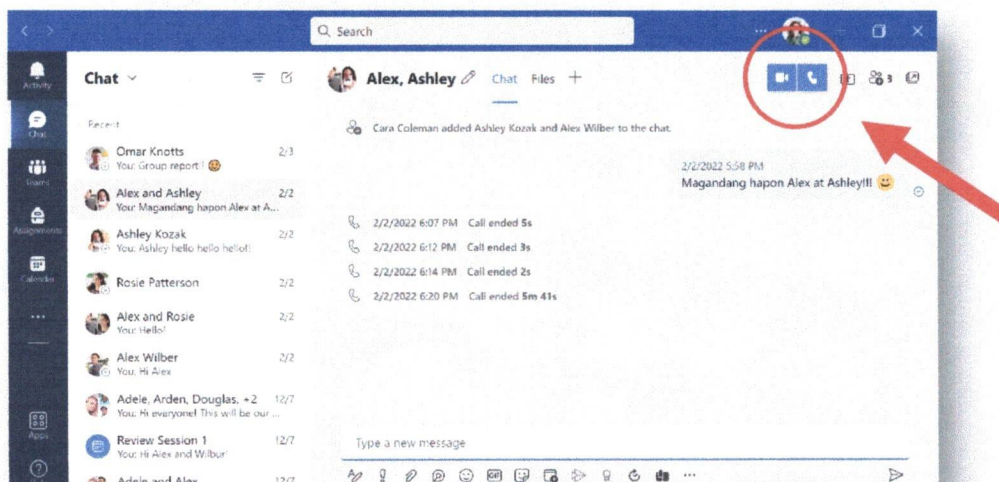 Search
Activity
Chat
Teams
Assignments
Calendar
Apps
Chat
Recent
Omar Knotts 2/3
You: Group report!!
Alex and Ashley 2/2
You: Magandang hapon Alex at A...
Ashley Kozak 2/2
You: Ashley hello hello hello!!
Rosie Patterson 2/2
Alex and Rosie 2/2
You: Hello!
Alex Wilber 2/2
You: Hi Alex
Adele, Arden, Douglas, +2 12/7
You: Hi everyone! This will be our ...
Review Session 1 12/7
You: Hi Alex and Wilbur!
Adele and Alex 12/7
Alex, Ashley Chat Files 3
Cara Coleman added Ashley Kozak and Alex Wilber to the chat.
2/2/2022 5:58 PM
Magandang hapon Alex at Ashley!!!
2/2/2022 6:07 PM Call ended 5s
2/2/2022 6:12 PM Call ended 3s
2/2/2022 6:14 PM Call ended 2s
2/2/2022 6:20 PM Call ended 5m 41s
Type a new message
GIF